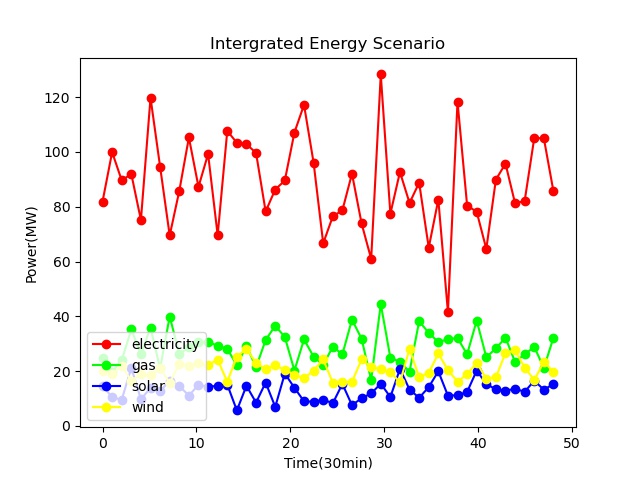 Intergrated Energy Scenario
Power(MW)
120
100
80
60
40
20
0
electricity
gas
solar
wind
0 10 20 30 40 50
Time(30min)